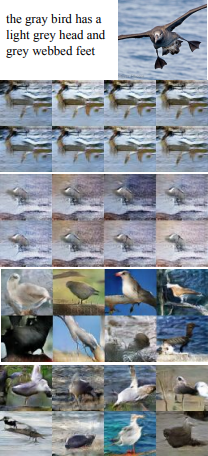 the gray bird has a
light grey head and
grey webbed feet